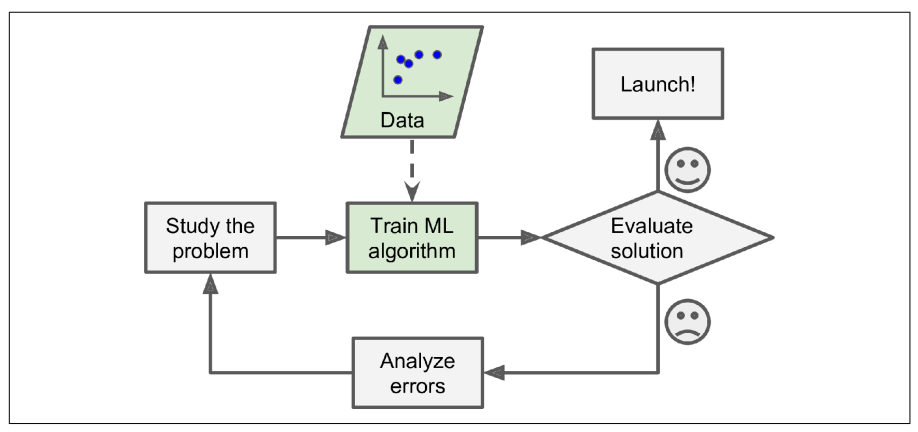 Data
Launch!
Study the
problem
Train ML
algorithm
Evaluate
solution
Analyze
errors